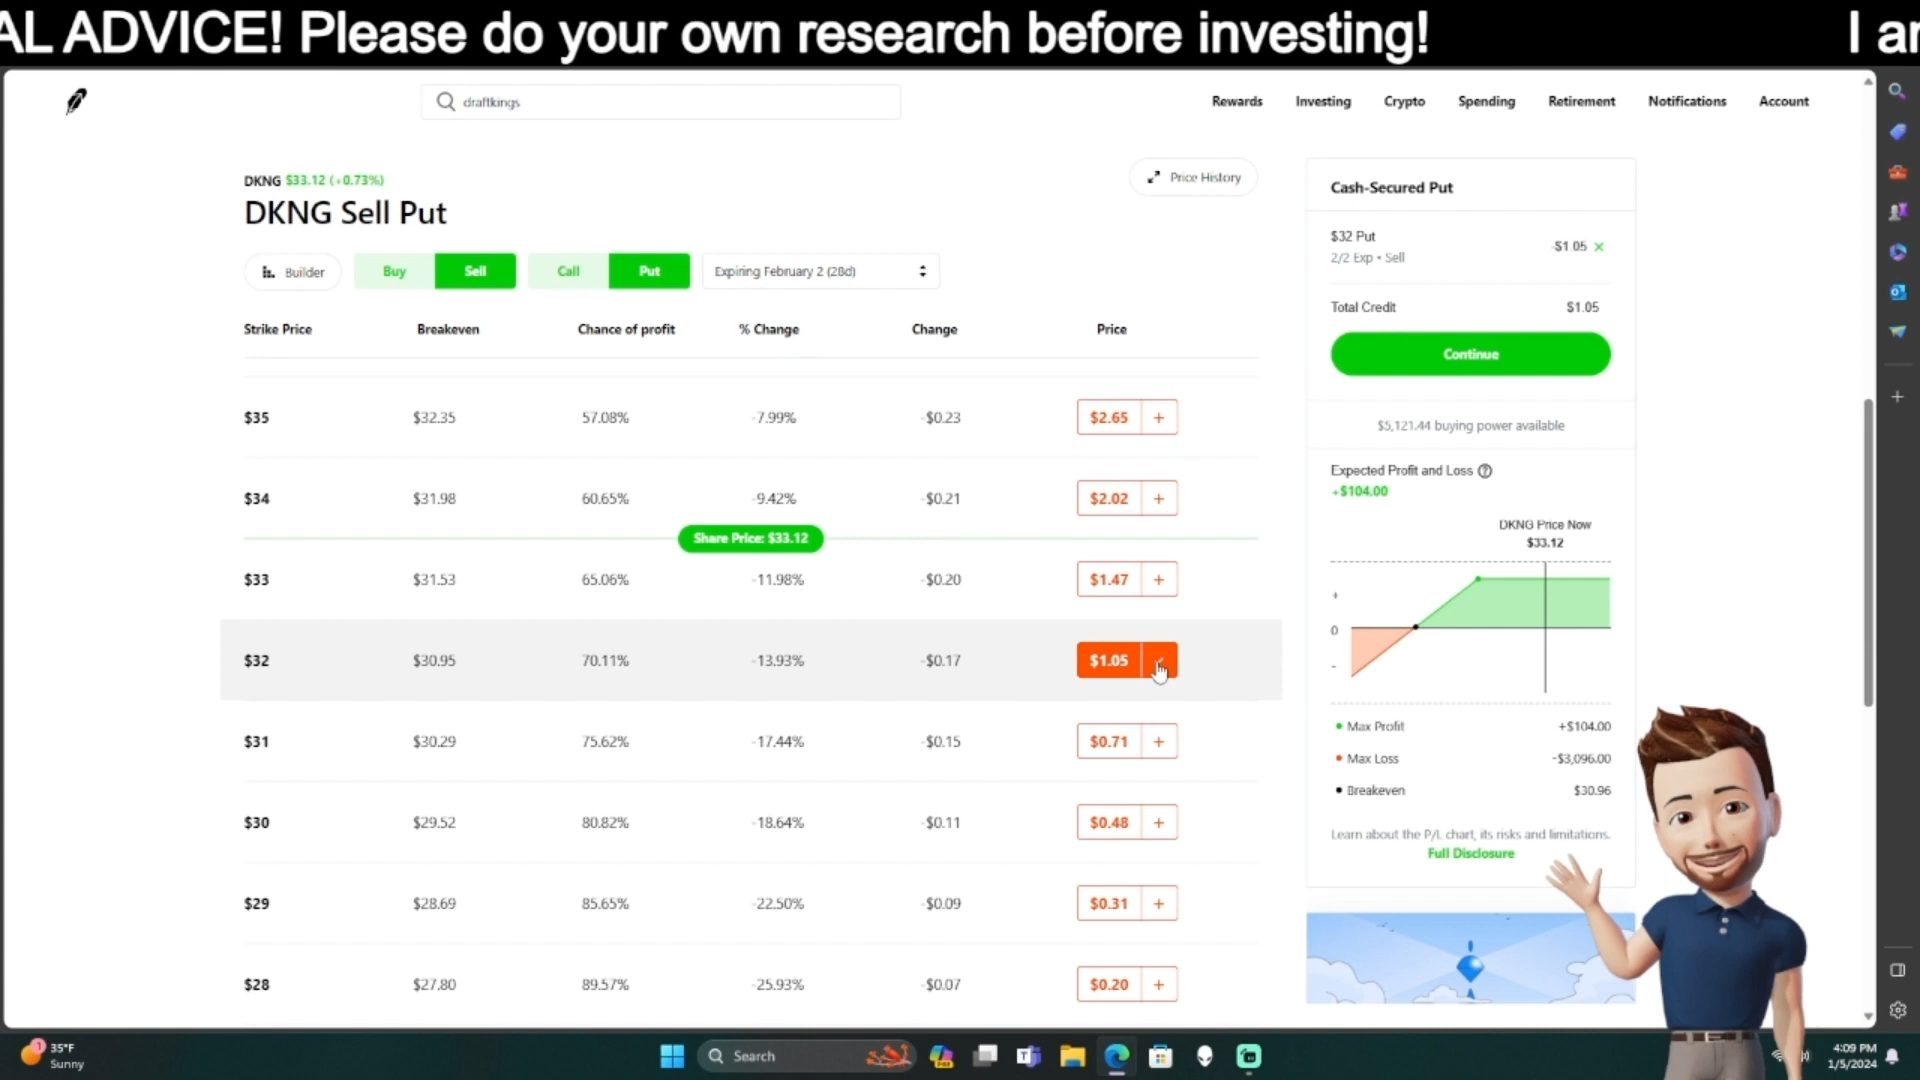 AL ADVICE! Please do your own research before investing!
I ar
draftkings
Rewards
Investing
Crypto
Spending
Retirement
Notifications
Account
DKNG $33.12 (+0.73%)
DKNG Sell Put
Price History
Builder
Buy
Sell
Call
Put
Expiring February 2 (28d)
Strike Price Breakeven Chance of profit % Change Change Price
$35 $32.35 57.08% -7.99% -$0.23 $2.65 +
$34 $31.98 60.65% -9.42% -$0.21 $2.02 +
Share Price: $33.12
$33 $31.53 65.06% -11.98% -$0.20 $1.47 +
$32 $30.95 70.11% -13.93% -$0.17 $1.05
$31 $30.29 75.62% -17.44% -$0.15 $0.71 +
$30 $29.52 80.82% -18.64% -$0.11 $0.48 +
$29 $28.69 85.65% -22.50% -$0.09 $0.31 +
$28 $27.80 89.57% -25.93% -$0.07 $0.20 +
Cash-Secured Put
$32 Put -$1.05 ×
2/2 Exp • Sell
Total Credit $1.05
Continue
$5,121.44 buying power available
Expected Profit and Loss ?
+$104.00
DKNG Price Now
$33.12
+
0
-
• Max Profit +$104.00
• Max Loss -$3,096.00
• Breakeven $30.96
Learn about the P/L chart, its risks and limitations.
Full Disclosure
1
35°F
Sunny
Search
4:09 PM
1/5/2024